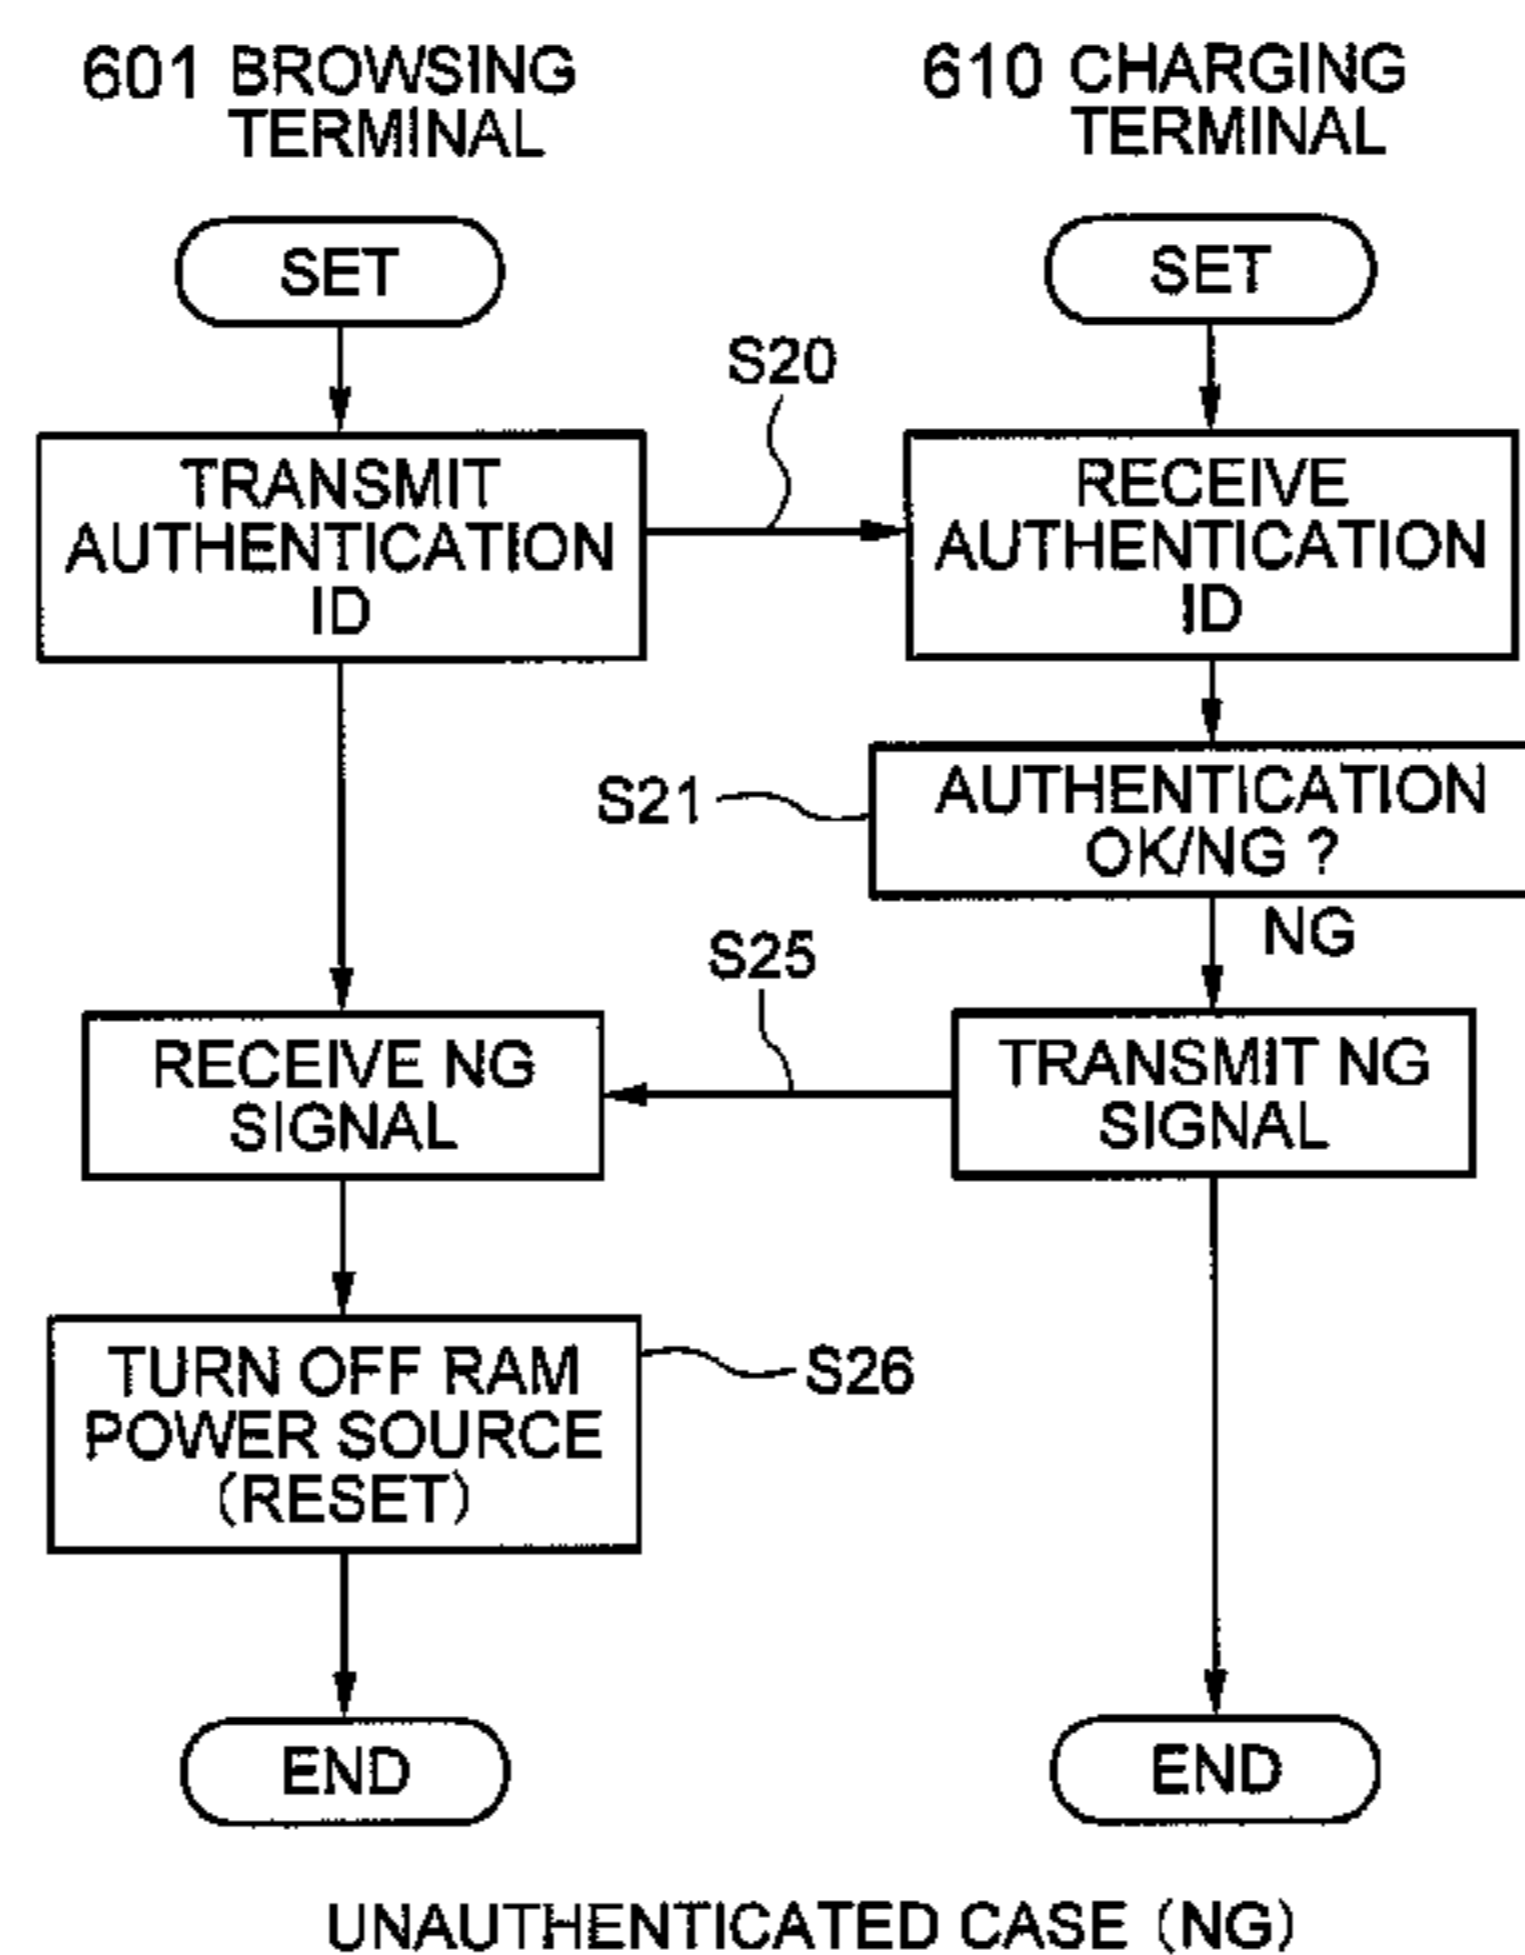 601 BROWSING
TERMINAL
610 CHARGING
TERMINAL
SET
SET
S20
TRANSMIT
AUTHENTICATION
ID
RECEIVE
AUTHENTICATION
ID
S21
AUTHENTICATION
OK/NG ?
NG
S25
RECEIVE NG
SIGNAL
TRANSMIT NG
SIGNAL
TURN OFF RAM
POWER SOURCE
(RESET)
S26
END
END
UNAUTHENTICATED CASE (NG)